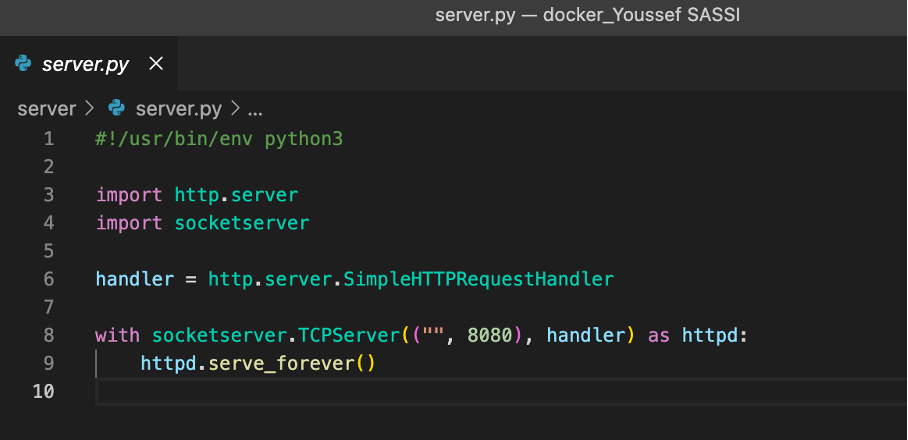 server.py — docker_Youssef SASSI
server.py ×
server > server.py > ...
1 #!/usr/bin/env python3
2
3 import http.server
4 import socketserver
5
6 handler = http.server.SimpleHTTPRequestHandler
7
8 with socketserver.TCPServer(("", 8080), handler) as httpd:
9     httpd.serve_forever()
10